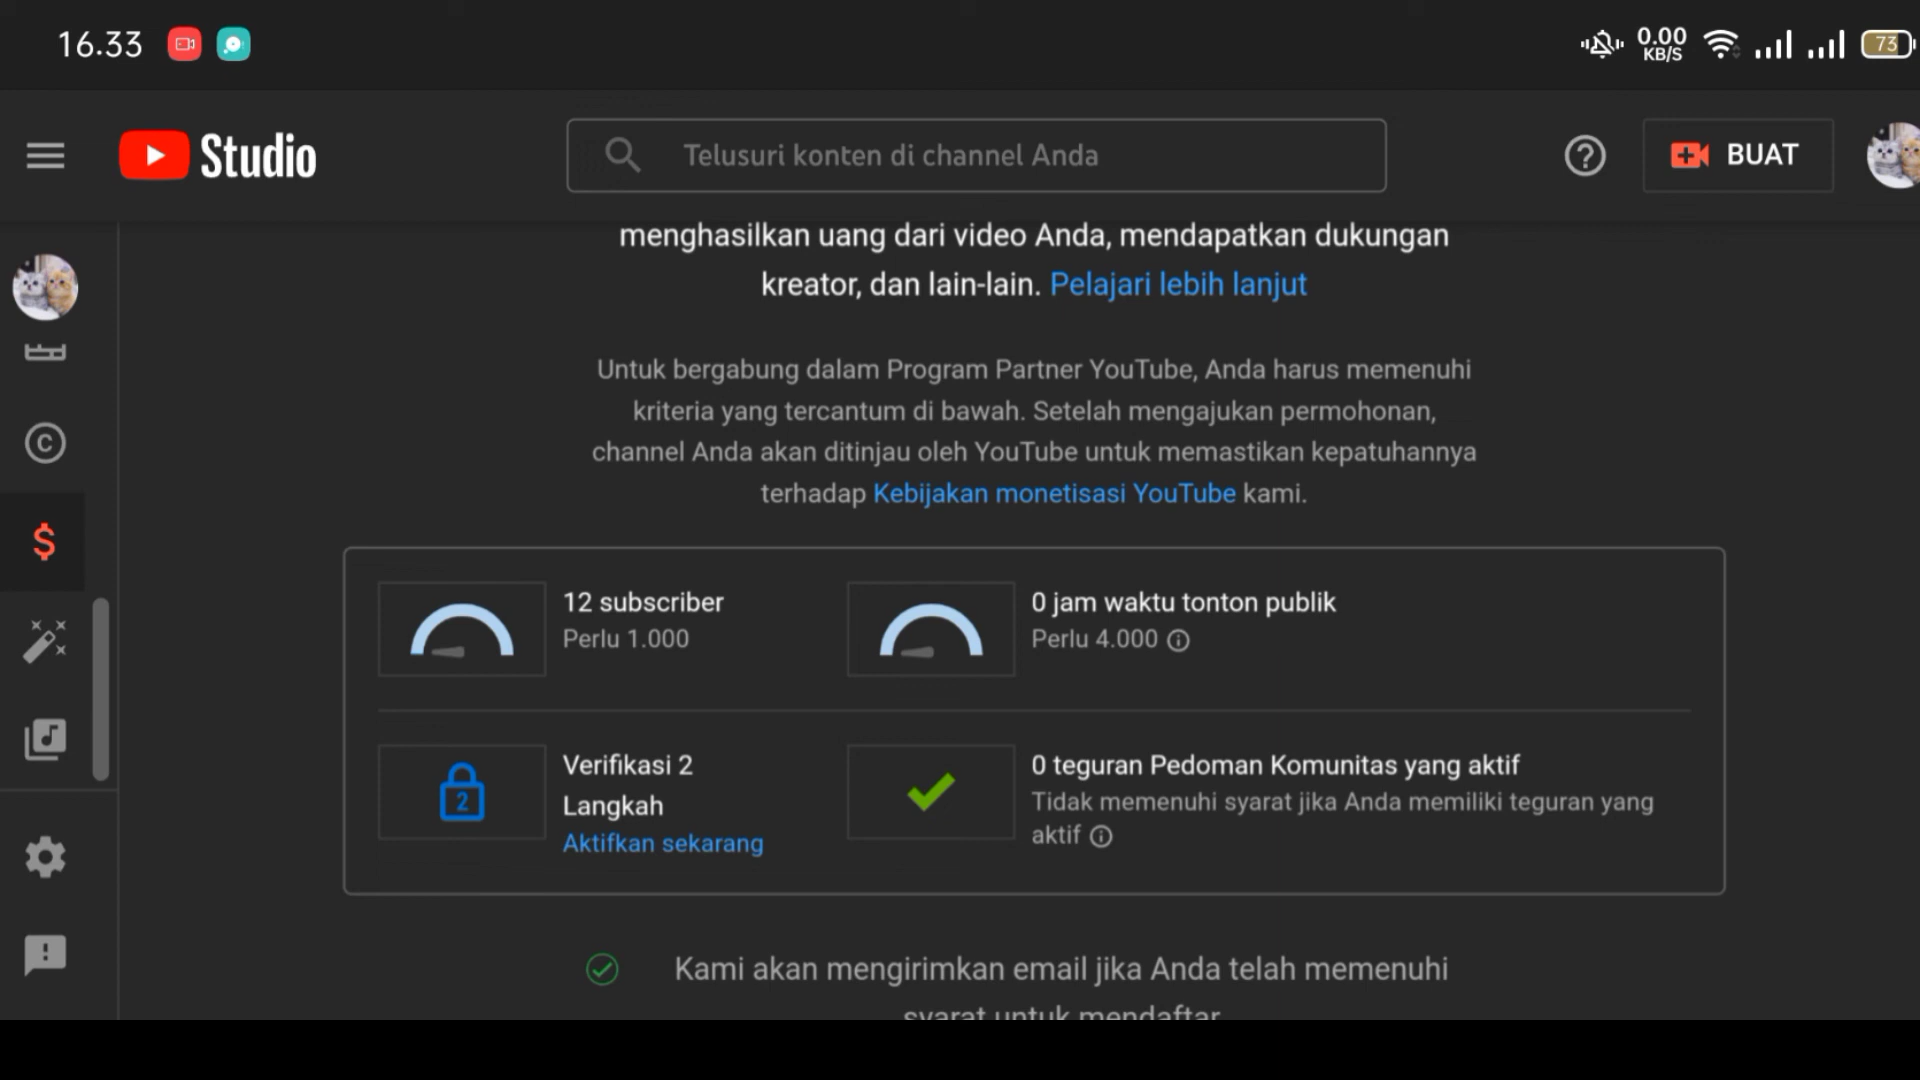 16.33
0.00
KB/S
73
Studio
Telusuri konten di channel Anda
BUAT
menghasilkan uang dari video Anda, mendapatkan dukungan
kreator, dan lain-lain. Pelajari lebih lanjut
Untuk bergabung dalam Program Partner YouTube, Anda harus memenuhi
kriteria yang tercantum di bawah. Setelah mengajukan permohonan,
channel Anda akan ditinjau oleh YouTube untuk memastikan kepatuhannya
terhadap Kebijakan monetisasi YouTube kami.
12 subscriber
Perlu 1.000
0 jam waktu tonton publik
Perlu 4.000
2
Verifikasi 2
Langkah
Aktifkan sekarang
0 teguran Pedoman Komunitas yang aktif
Tidak memenuhi syarat jika Anda memiliki teguran yang
aktif
Kami akan mengirimkan email jika Anda telah memenuhi
syarat untuk mendaftar